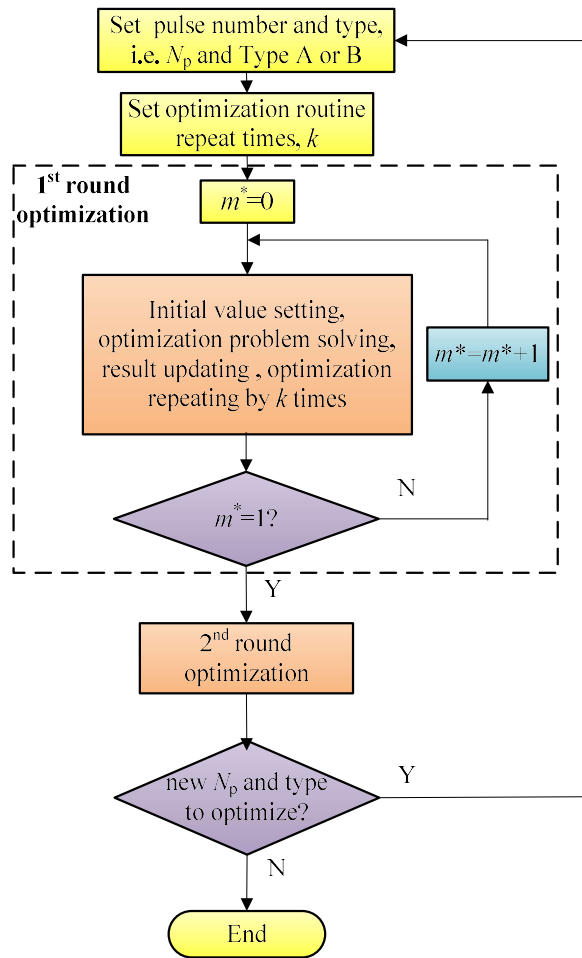 Set pulse number and type,
i.e. Np and Type A or B
Set optimization routine
repeat times, k
1st round
optimization
m*=0
Initial value setting,
optimization problem solving,
result updating , optimization
repeating by k times
m*=m*+1
m*=1?
N
Y
2nd round
optimization
new Np and type
to optimize?
Y
N
End